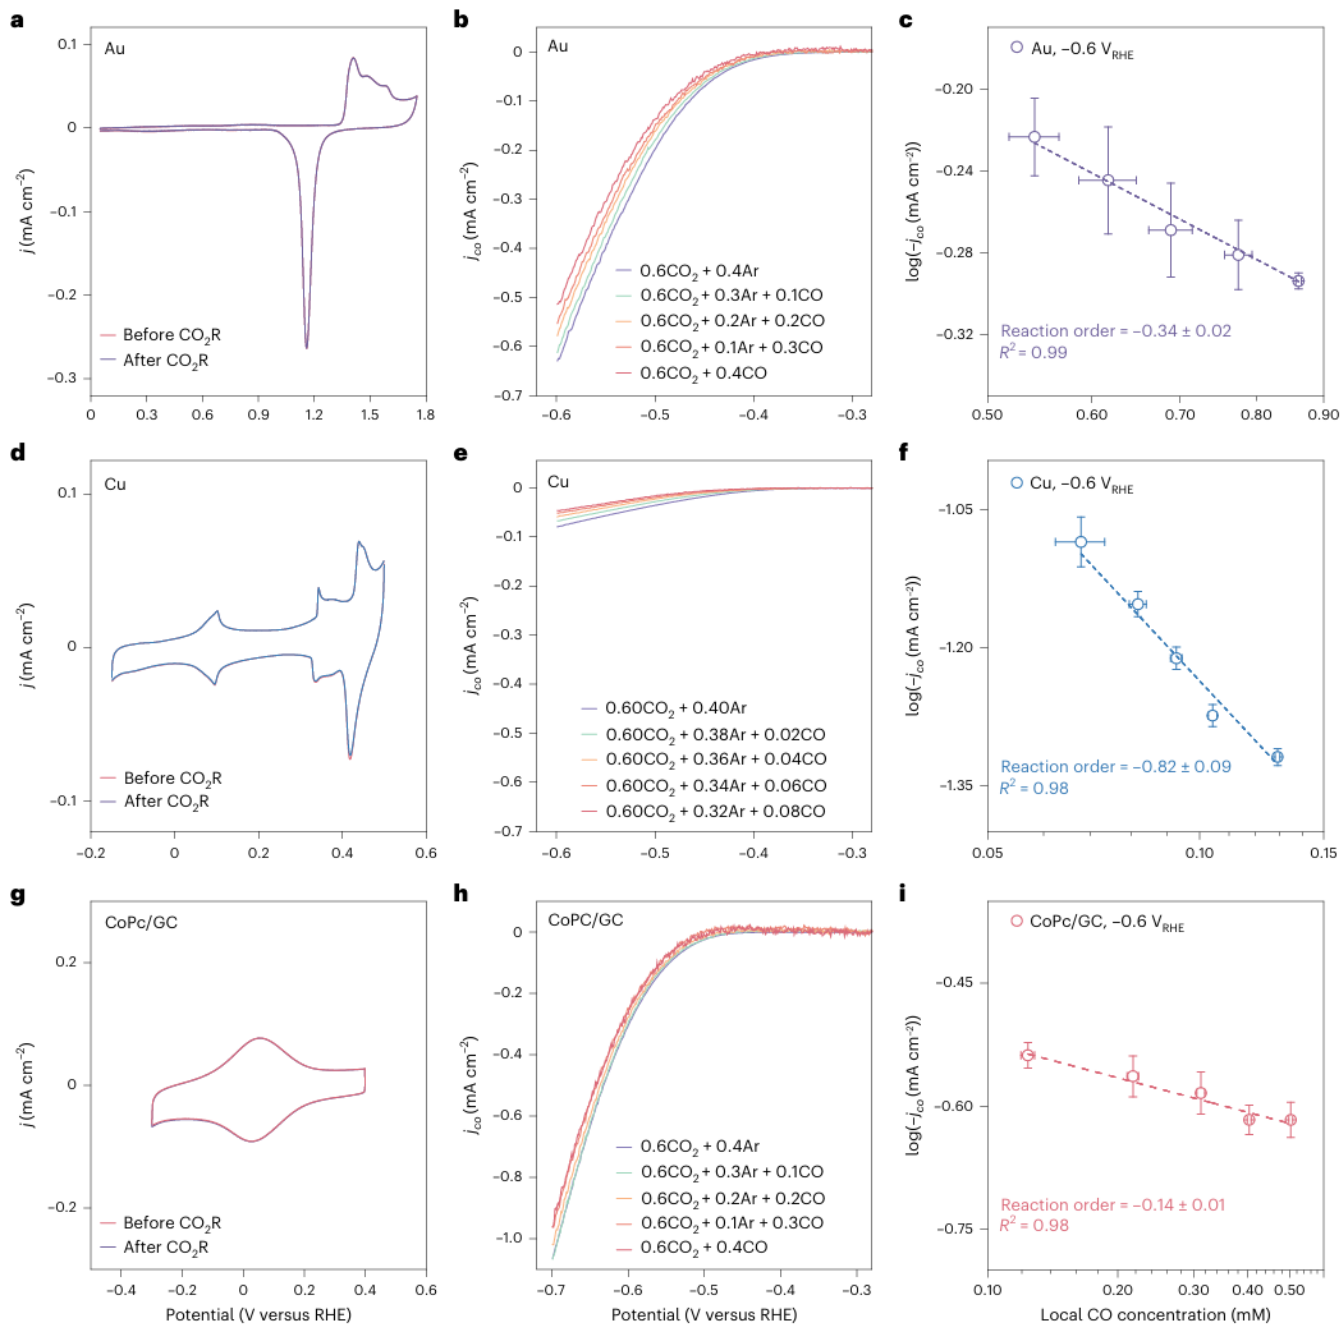 a
Au
0.1
0
−0.1
−0.2
−0.3
j (mA cm−2)
Before CO2R
After CO2R
0 0.3 0.6 0.9 1.2 1.5 1.8
b
Au
0
−0.1
−0.2
−0.3
−0.4
−0.5
−0.6
−0.7
jco (mA cm−2)
0.6CO2 + 0.4Ar
0.6CO2 + 0.3Ar + 0.1CO
0.6CO2 + 0.2Ar + 0.2CO
0.6CO2 + 0.1Ar + 0.3CO
0.6CO2 + 0.4CO
−0.6 −0.5 −0.4 −0.3
c
Au, −0.6 VRHE
−0.20
−0.24
−0.28
−0.32
log(−jco (mA cm−2))
Reaction order = −0.34 ± 0.02
R2 = 0.99
0.50 0.60 0.70 0.80 0.90
d
Cu
0.1
0
−0.1
j (mA cm−2)
Before CO2R
After CO2R
−0.2 0 0.2 0.4 0.6
e
Cu
0
−0.1
−0.2
−0.3
−0.4
−0.5
−0.6
−0.7
jco (mA cm−2)
0.60CO2 + 0.40Ar
0.60CO2 + 0.38Ar + 0.02CO
0.60CO2 + 0.36Ar + 0.04CO
0.60CO2 + 0.34Ar + 0.06CO
0.60CO2 + 0.32Ar + 0.08CO
−0.6 −0.5 −0.4 −0.3
f
Cu, −0.6 VRHE
−1.05
−1.20
−1.35
log(−jco (mA cm−2))
Reaction order = −0.82 ± 0.09
R2 = 0.98
0.05 0.10 0.15
g
CoPc/GC
0.2
0
−0.2
j (mA cm−2)
Before CO2R
After CO2R
−0.4 −0.2 0 0.2 0.4 0.6
Potential (V versus RHE)
h
CoPC/GC
0
−0.2
−0.4
−0.6
−0.8
−1.0
jco (mA cm−2)
0.6CO2 + 0.4Ar
0.6CO2 + 0.3Ar + 0.1CO
0.6CO2 + 0.2Ar + 0.2CO
0.6CO2 + 0.1Ar + 0.3CO
0.6CO2 + 0.4CO
−0.7 −0.6 −0.5 −0.4 −0.3
Potential (V versus RHE)
i
CoPc/GC, −0.6 VRHE
−0.45
−0.60
−0.75
log(−jco (mA cm−2))
Reaction order = −0.14 ± 0.01
R2 = 0.98
0.10 0.20 0.30 0.40 0.50
Local CO concentration (mM)